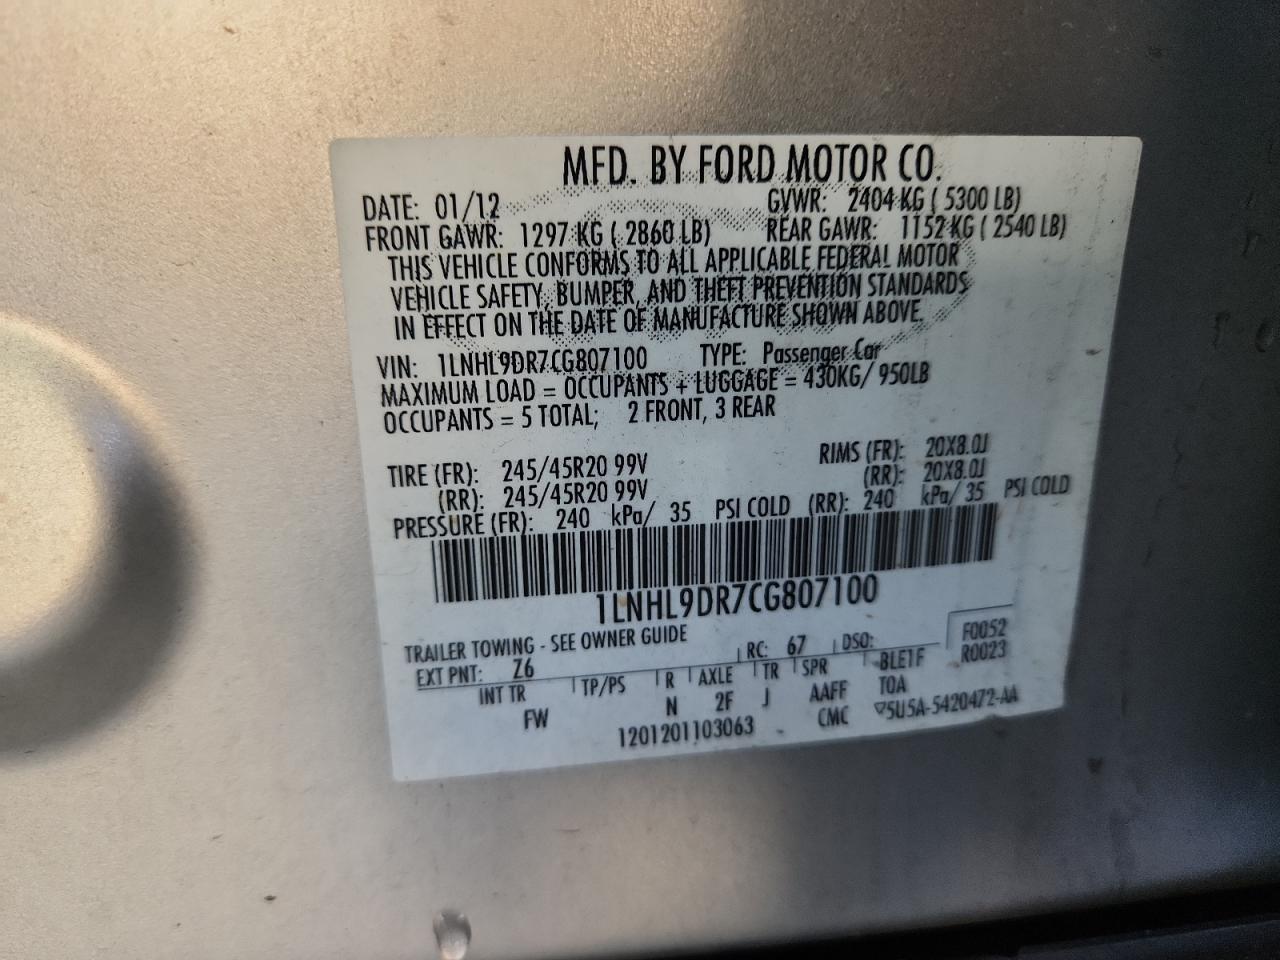 MFD. BY FORD MOTOR CO.
DATE: 01/12 GVWR: 2404 KG ( 5300 LB)
FRONT GAWR: 1297 KG ( 2860 LB) REAR GAWR: 1152 KG ( 2540 LB)
THIS VEHICLE CONFORMS TO ALL APPLICABLE FEDERAL MOTOR
VEHICLE SAFETY, BUMPER, AND THEFT PREVENTION STANDARDS
IN EFFECT ON THE DATE OF MANUFACTURE SHOWN ABOVE.
VIN: 1LNHL9DR7CG807100 TYPE: Passenger Car
MAXIMUM LOAD = OCCUPANTS + LUGGAGE = 430KG/ 950LB
OCCUPANTS = 5 TOTAL; 2 FRONT, 3 REAR
TIRE (FR): 245/45R20 99V RIMS (FR): 20X8.0J
(RR): 245/45R20 99V (RR): 20X8.0J
PRESSURE (FR): 240 kPa/ 35 PSI COLD (RR): 240 kPa/ 35 PSI COLD
1LNHL9DR7CG807100
TRAILER TOWING - SEE OWNER GUIDE
EXT PNT: Z6 RC: 67 DSO: F0052
INT TR TP/PS R AXLE TR SPR BLE1F R0023
FW N 2F J AAFF TOA
1201201103063 CMC ▽5U5A-5420472-AA